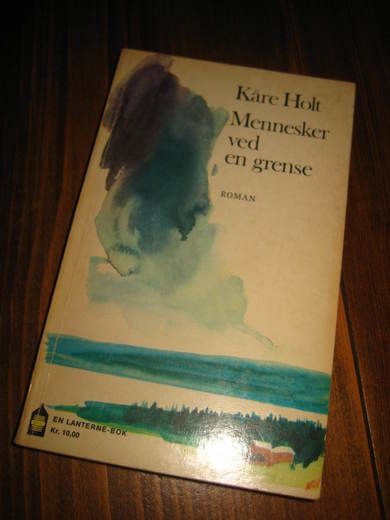 Kåre Holt
Mennesker
ved
en grense
ROMAN
EN LANTERNE-BOK
Kr. 10,00